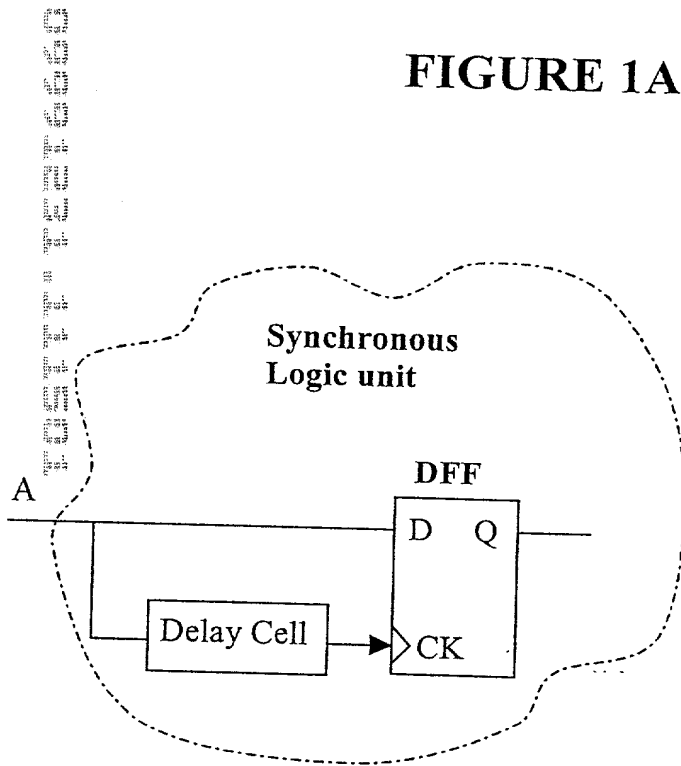 FIGURE 1A
Synchronous
Logic unit
DFF
A
D Q
Delay Cell
CK